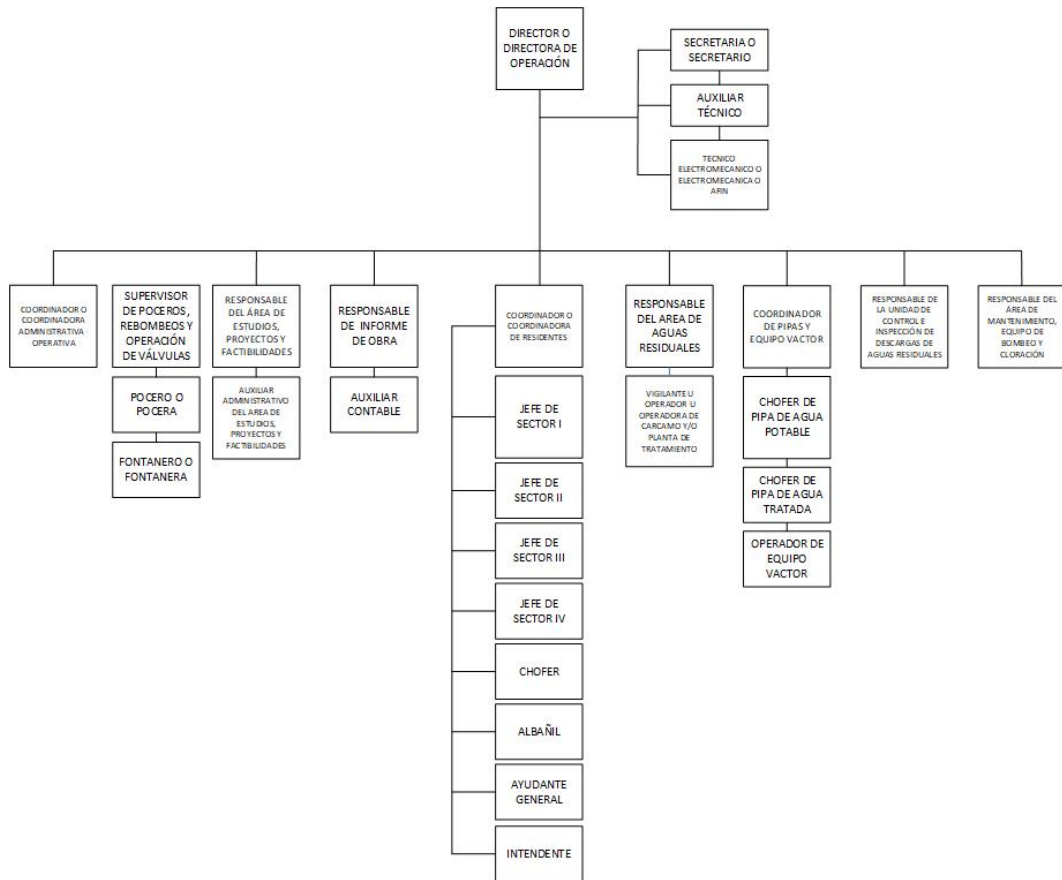 DIRECTOR O
DIRECTORA DE
OPERACIÓN
SECRETARIA O
SECRETARIO
AUXILIAR
TÉCNICO
TECNICO
ELECTROMECANICO O
ELECTROMECANICA O
AFIN
COORDINADOR O
COORDINADORA
ADMINISTRATIVA -
OPERATIVA
SUPERVISOR
DE POCEROS,
REBOMBEOS Y
OPERACIÓN DE
VÁLVULAS
POCERO O
POCERA
FONTANERO O
FONTANERA
RESPONSABLE
DEL ÁREA DE
ESTUDIOS,
PROYECTOS Y
FACTIBILIDADES
AUXILIAR
ADMINISTRATIVO
DEL AREA DE
ESTUDIOS,
PROYECTOS Y
FACTIBILIDADES
RESPONSABLE
DE INFORME
DE OBRA
AUXILIAR
CONTABLE
COORDINADOR O
COORDINADORA
DE RESIDENTES
JEFE DE
SECTOR I
JEFE DE
SECTOR II
JEFE DE
SECTOR III
JEFE DE
SECTOR IV
CHOFER
ALBAÑIL
AYUDANTE
GENERAL
INTENDENTE
RESPONSABLE
DEL AREA DE
AGUAS
RESIDUALES
VIGILANTE U
OPERADOR U
OPERADORA DE
CARCAMO Y/O
PLANTA DE
TRATAMIENTO
COORDINADOR
DE PIPAS Y
EQUIPO VACTOR
CHOFER DE
PIPA DE AGUA
POTABLE
CHOFER DE
PIPA DE AGUA
TRATADA
OPERADOR DE
EQUIPO
VACTOR
RESPONSABLE DE
LA UNIDAD DE
CONTROL E
INSPECCIÓN DE
DESCARGAS DE
AGUAS RESIDUALES
RESPONSABLE DEL
ÁREA DE
MANTENIMIENTO,
EQUIPO DE
BOMBEO Y
CLORACIÓN